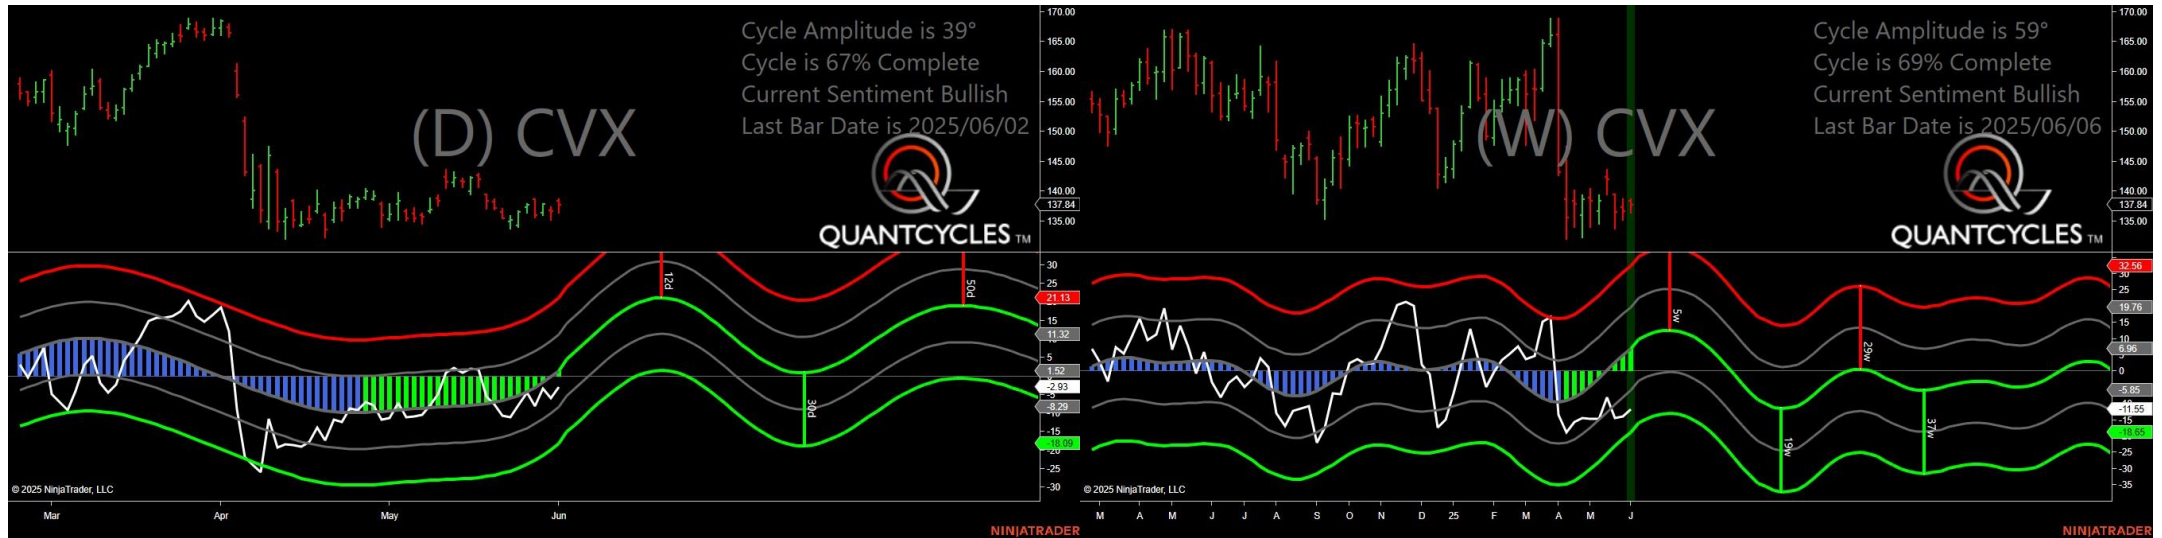 Cycle Amplitude is 39°
Cycle is 67% Complete
Current Sentiment Bullish
Last Bar Date is 2025/06/02
(D) CVX
QUANTCYCLES TM
170.00
165.00
160.00
155.00
150.00
145.00
140.00
137.84
135.00
12d
50d
30d
30
21.13
15
11.32
5
1.52
-2.93
-5
-8.29
-10
-15
-18.09
-20
-25
-30
© 2025 NinjaTrader, LLC
Mar
Apr
May
Jun
NINJATRADER
Cycle Amplitude is 59°
Cycle is 69% Complete
Current Sentiment Bullish
Last Bar Date is 2025/06/06
(W) CVX
QUANTCYCLES TM
170.00
165.00
160.00
155.00
150.00
145.00
140.00
137.84
135.00
5w
29w
19w
37w
32.56
30
25
19.76
15
10
6.96
0
-5.85
-11.55
-18.65
-25
-30
-35
© 2025 NinjaTrader, LLC
M A M J J A S O N D 25 F M A M J
NINJATRADER